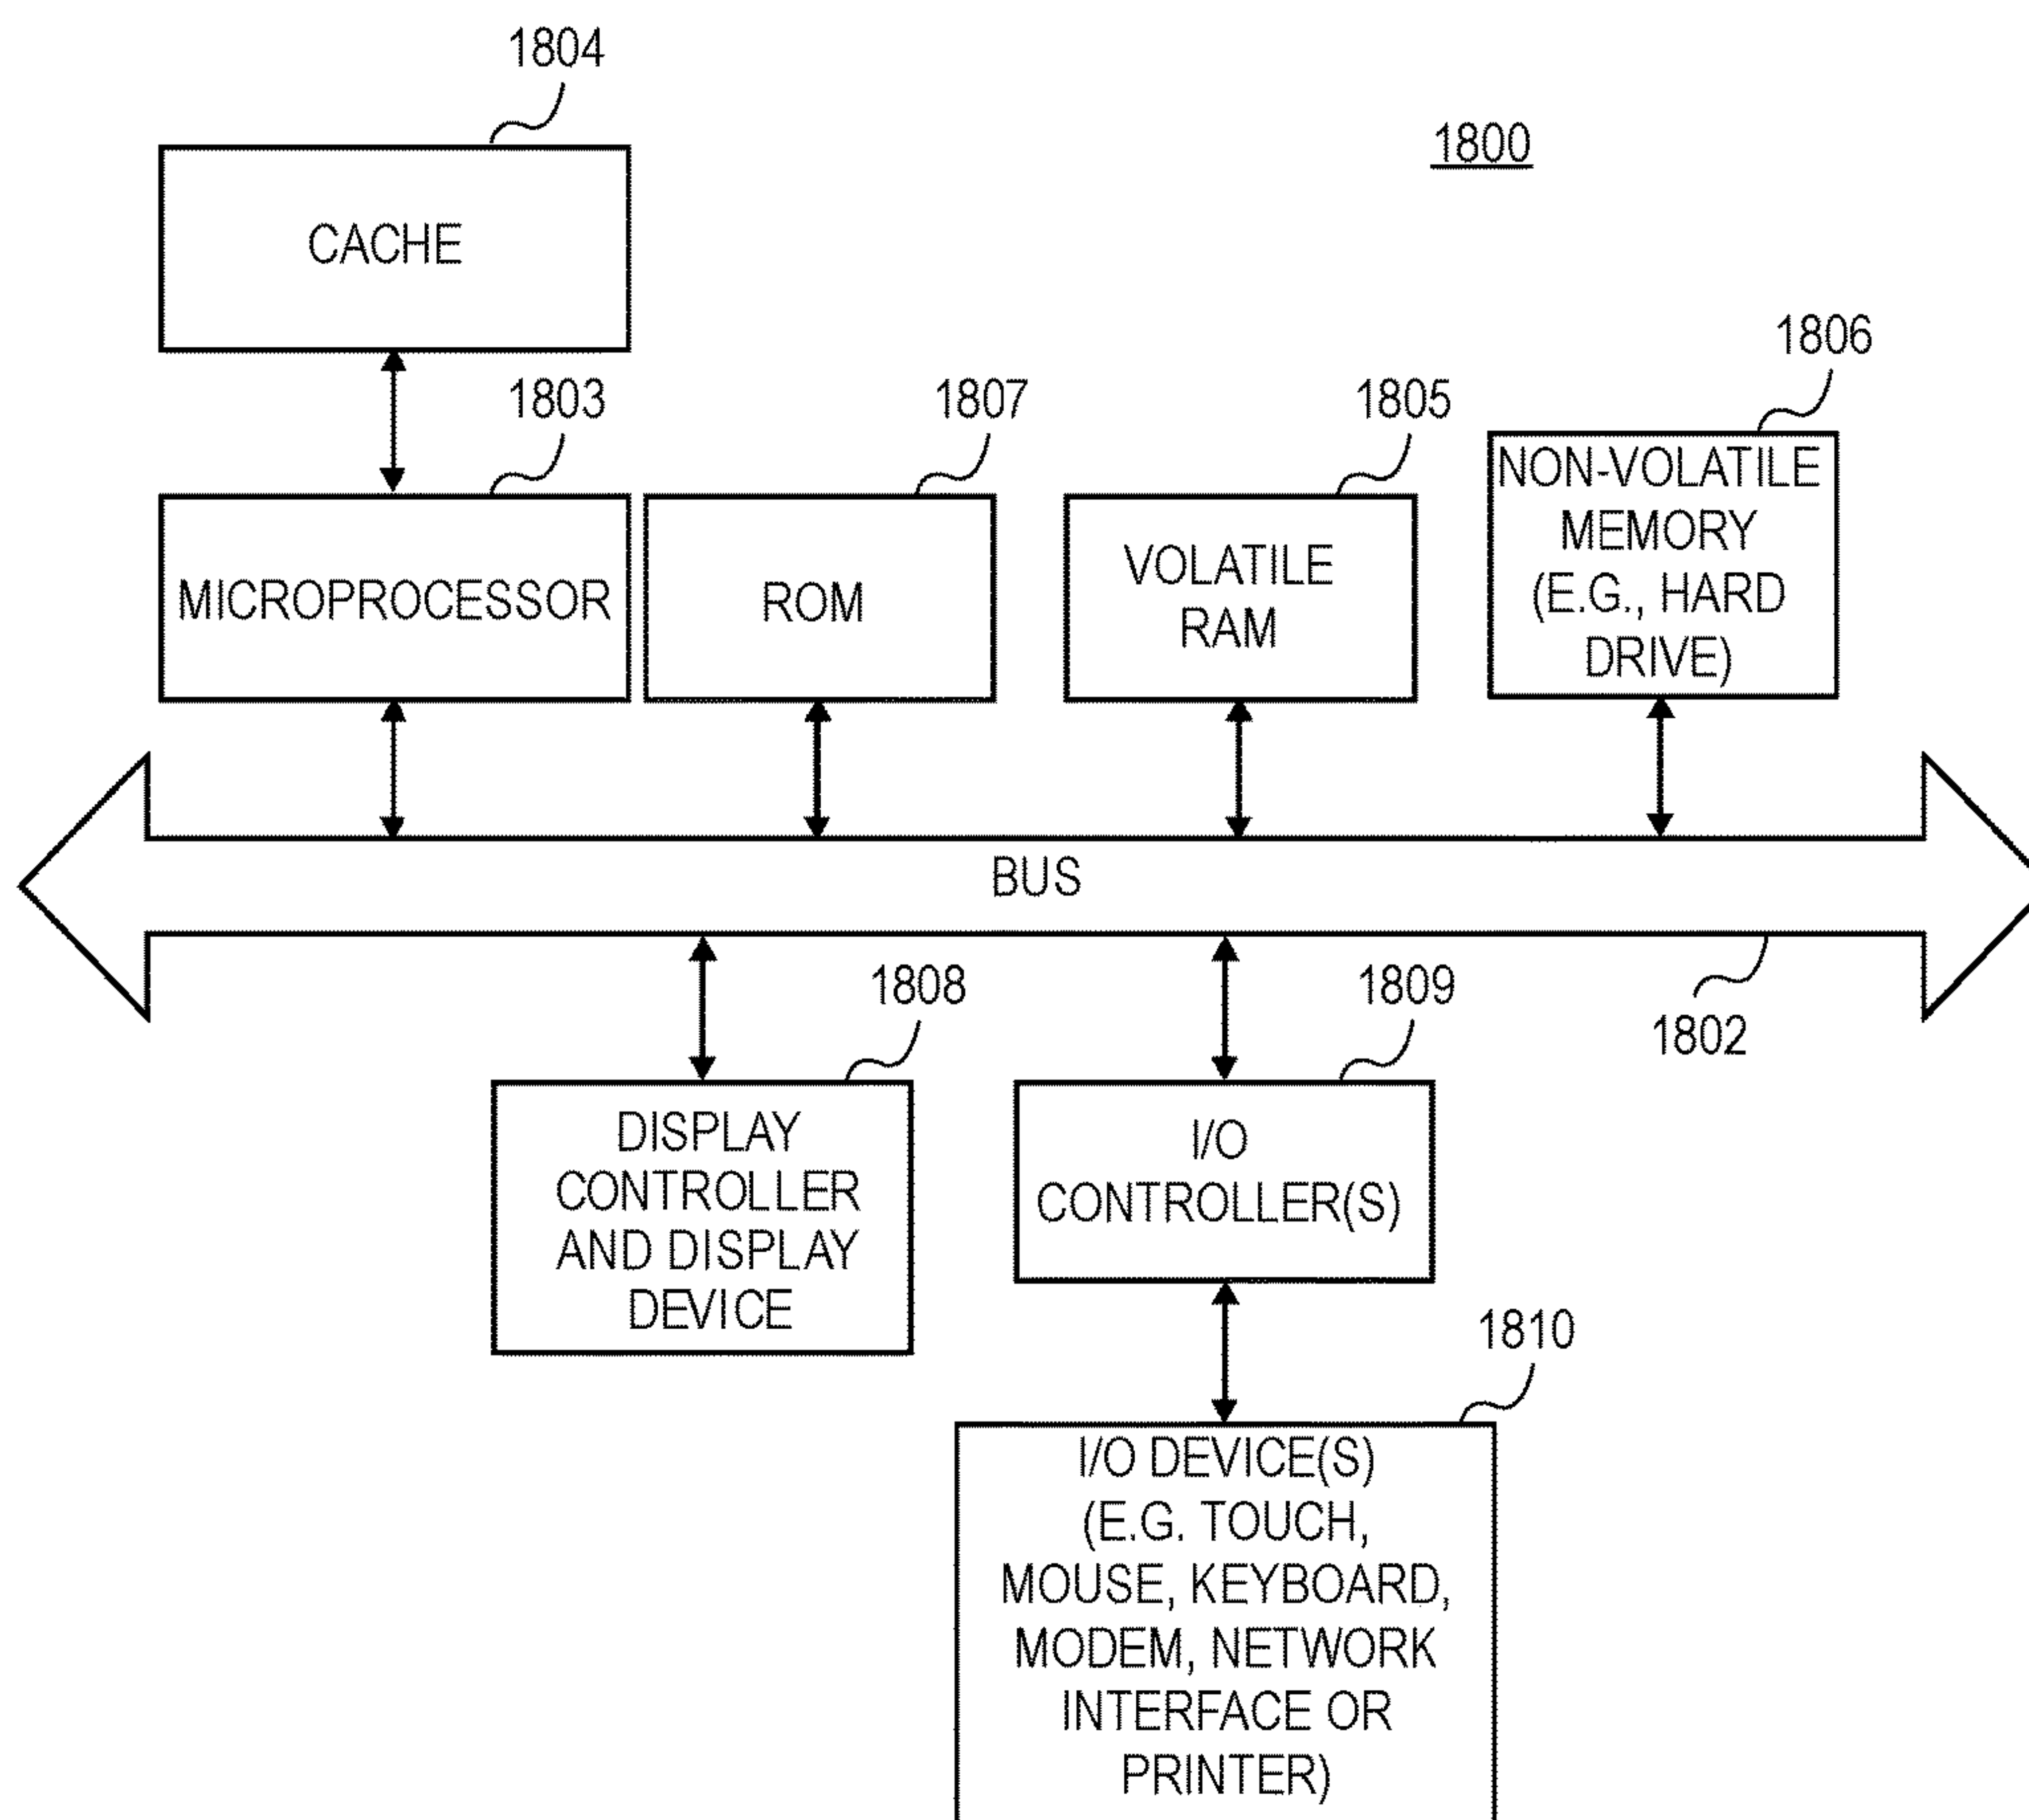 1804
1800
CACHE
1806
1803
1807
1805
NON-VOLATILE
MEMORY
(E.G., HARD
DRIVE)
MICROPROCESSOR
ROM
VOLATILE
RAM
BUS
1808
1809
1802
DISPLAY
CONTROLLER
AND DISPLAY
DEVICE
I/O
CONTROLLER(S)
1810
I/O DEVICE(S)
(E.G. TOUCH,
MOUSE, KEYBOARD,
MODEM, NETWORK
INTERFACE OR
PRINTER)